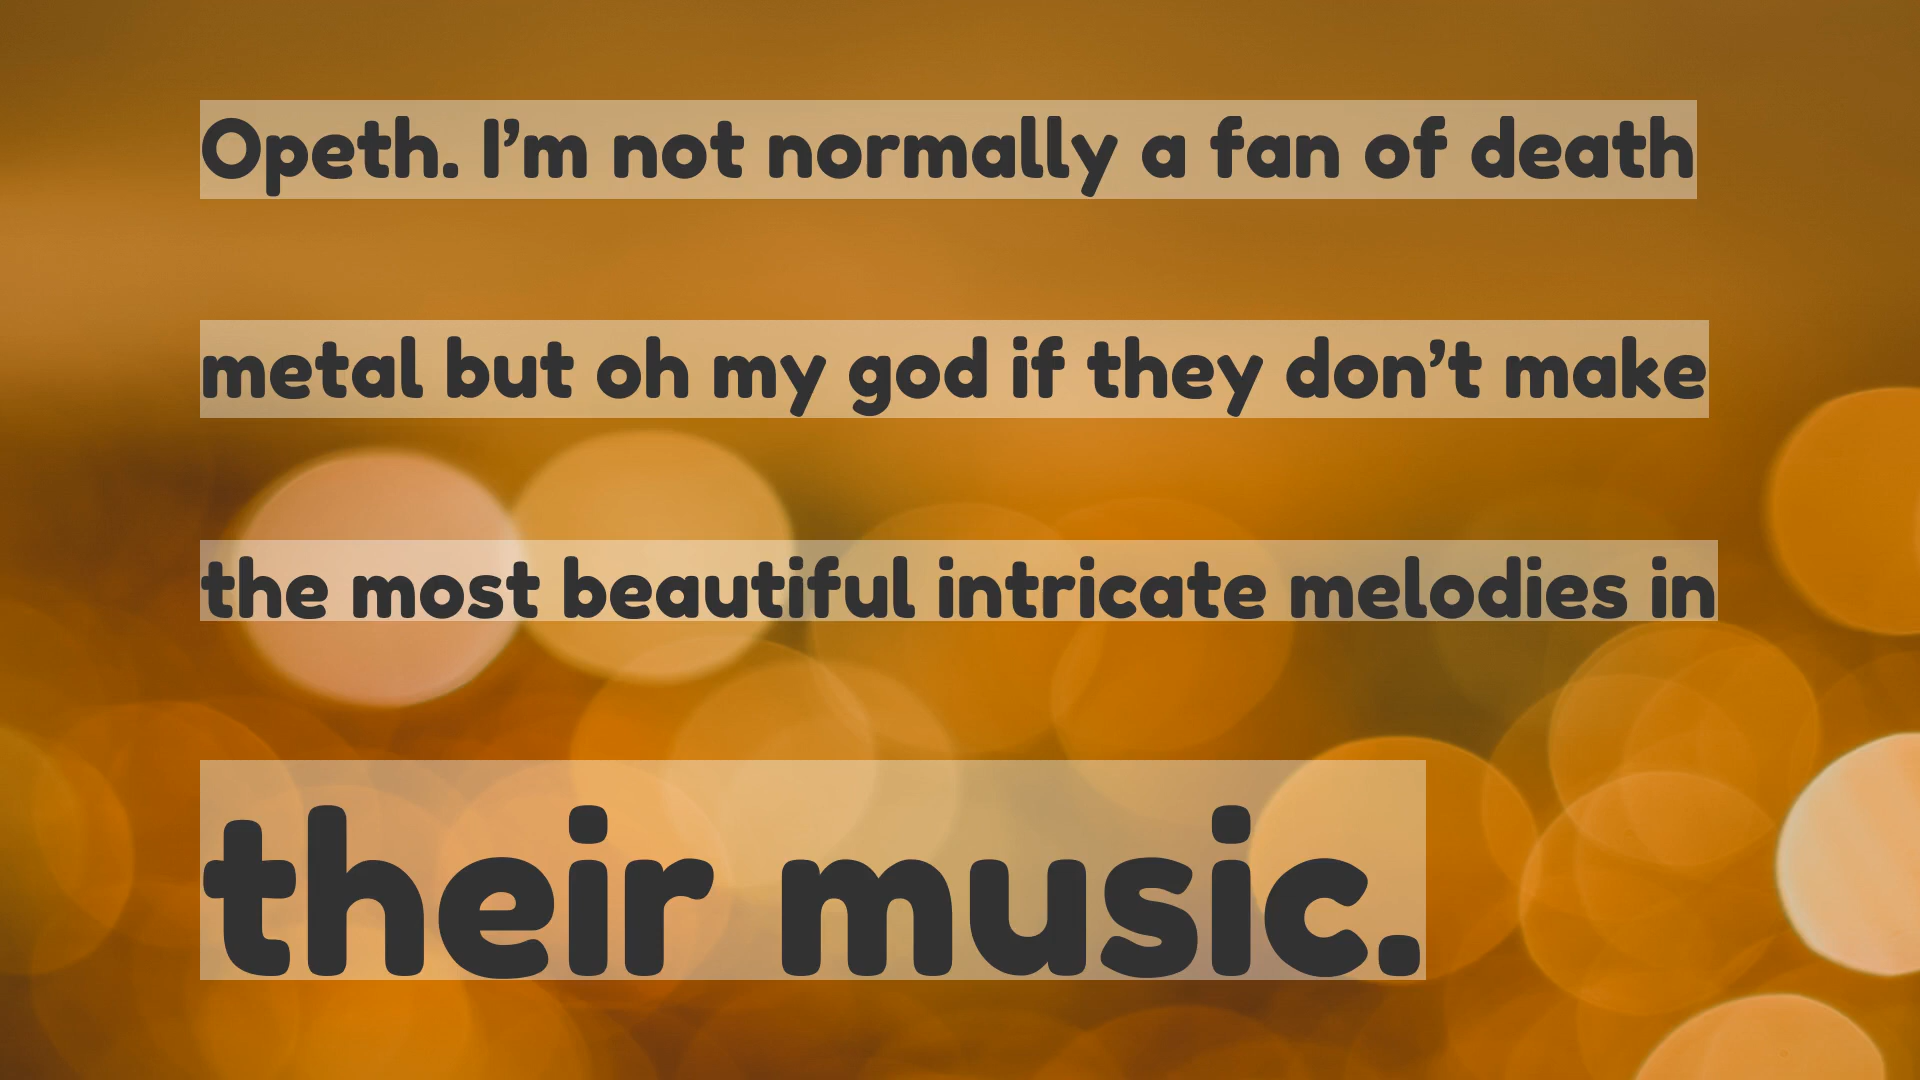 Opeth. I’m not normally a fan of death
metal but oh my god if they don’t make
the most beautiful intricate melodies in
their music.